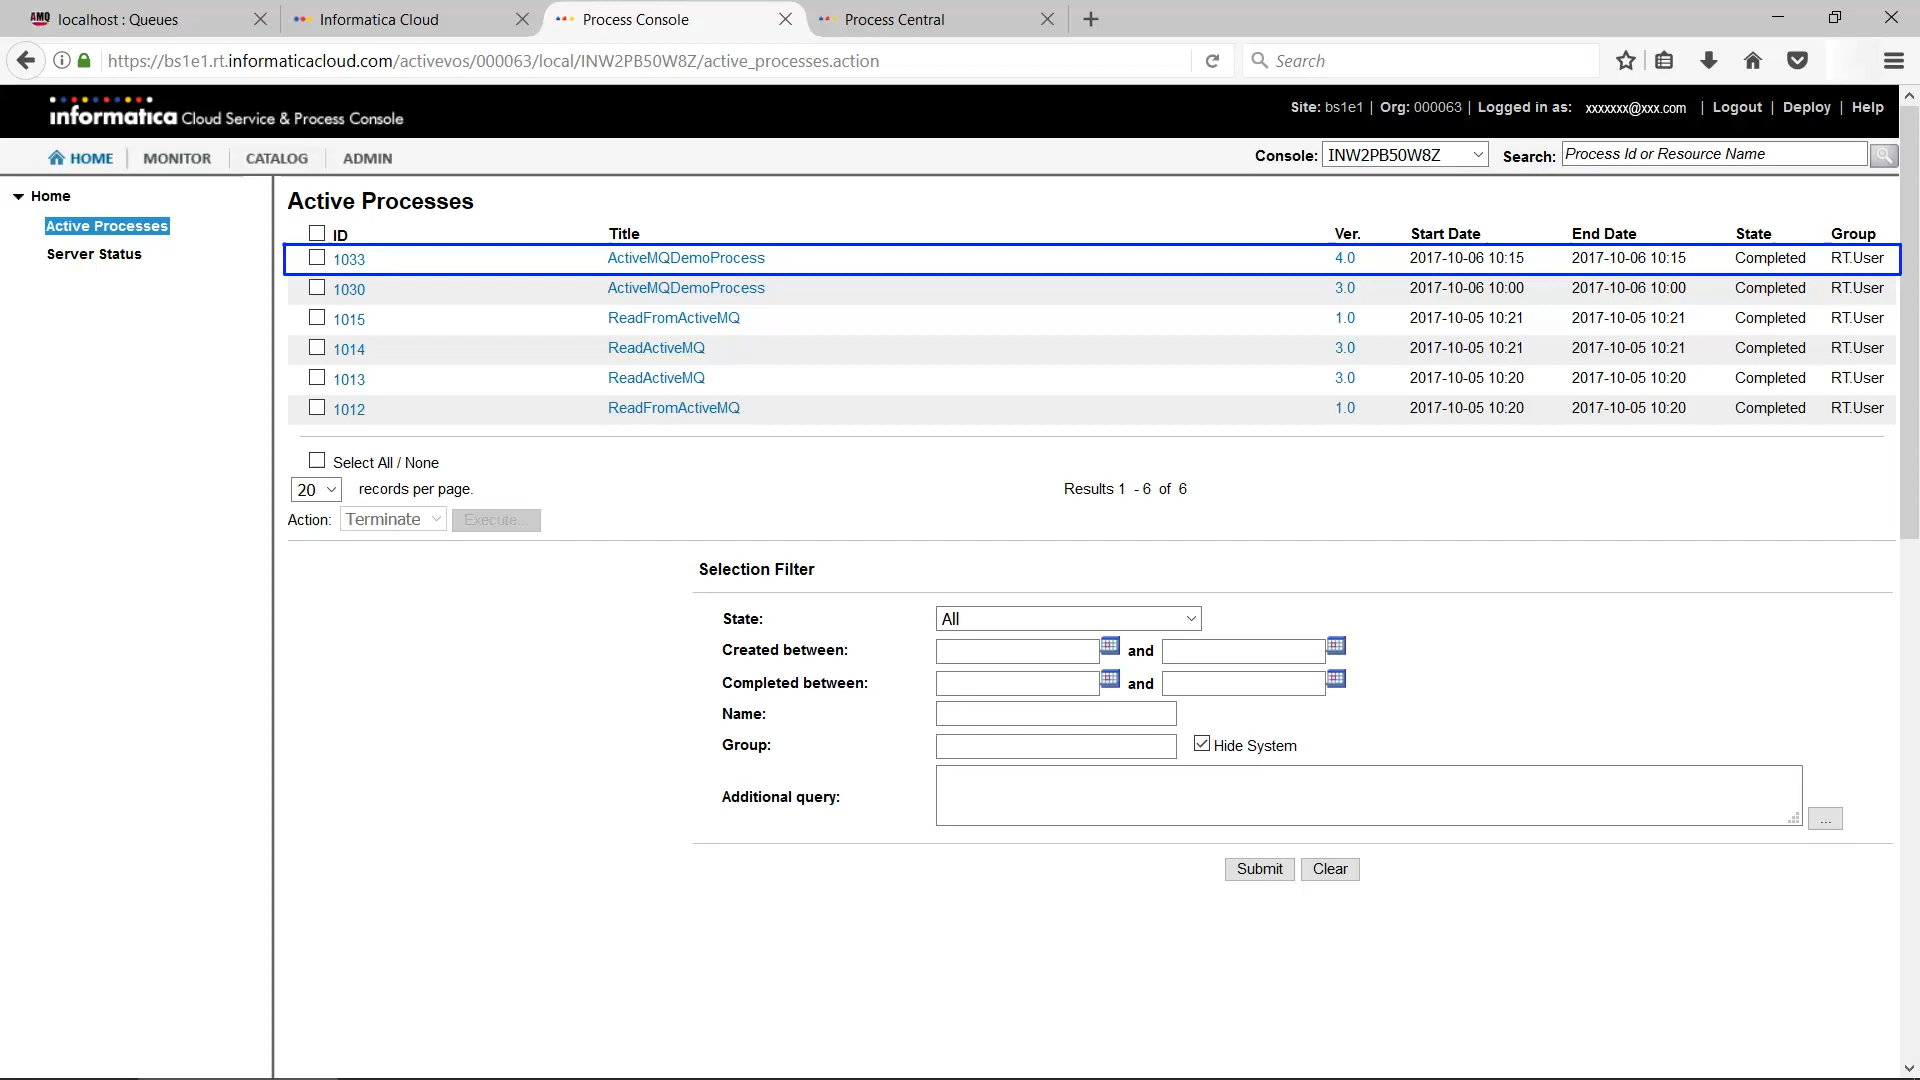 AMQ localhost : Queues
Informatica Cloud
Process Console
Process Central
https://bs1e1.rt.informaticacloud.com/activevos/000063/local/INW2PB50W8Z/active_processes.action
Search
informatica Cloud Service & Process Console
Site: bs1e1 | Org: 000063 | Logged in as: xxxxxxx@xxx.com | Logout | Deploy | Help
HOME MONITOR CATALOG ADMIN
Console: INW2PB50W8Z Search: Process Id or Resource Name
Home
Active Processes
Server Status
Active Processes
ID Title Ver. Start Date End Date State Group
1033 ActiveMQDemoProcess 4.0 2017-10-06 10:15 2017-10-06 10:15 Completed RT.User
1030 ActiveMQDemoProcess 3.0 2017-10-06 10:00 2017-10-06 10:00 Completed RT.User
1015 ReadFromActiveMQ 1.0 2017-10-05 10:21 2017-10-05 10:21 Completed RT.User
1014 ReadActiveMQ 3.0 2017-10-05 10:21 2017-10-05 10:21 Completed RT.User
1013 ReadActiveMQ 3.0 2017-10-05 10:20 2017-10-05 10:20 Completed RT.User
1012 ReadFromActiveMQ 1.0 2017-10-05 10:20 2017-10-05 10:20 Completed RT.User
Select All / None
20 records per page. Results 1 - 6 of 6
Action: Terminate Execute...
Selection Filter
State: All
Created between: and
Completed between: and
Name:
Group: Hide System
Additional query: ...
Submit Clear